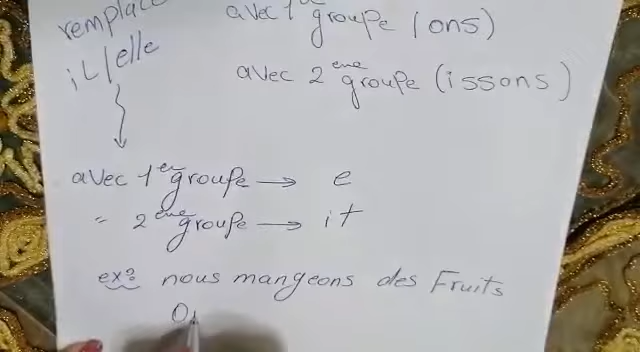 remplace
avec 1er groupe (ons)
iL/elle
avec 2ème groupe (issons)
avec 1er groupe → e
" 2ème groupe → it
ex: nous mangeons des Fruits
On